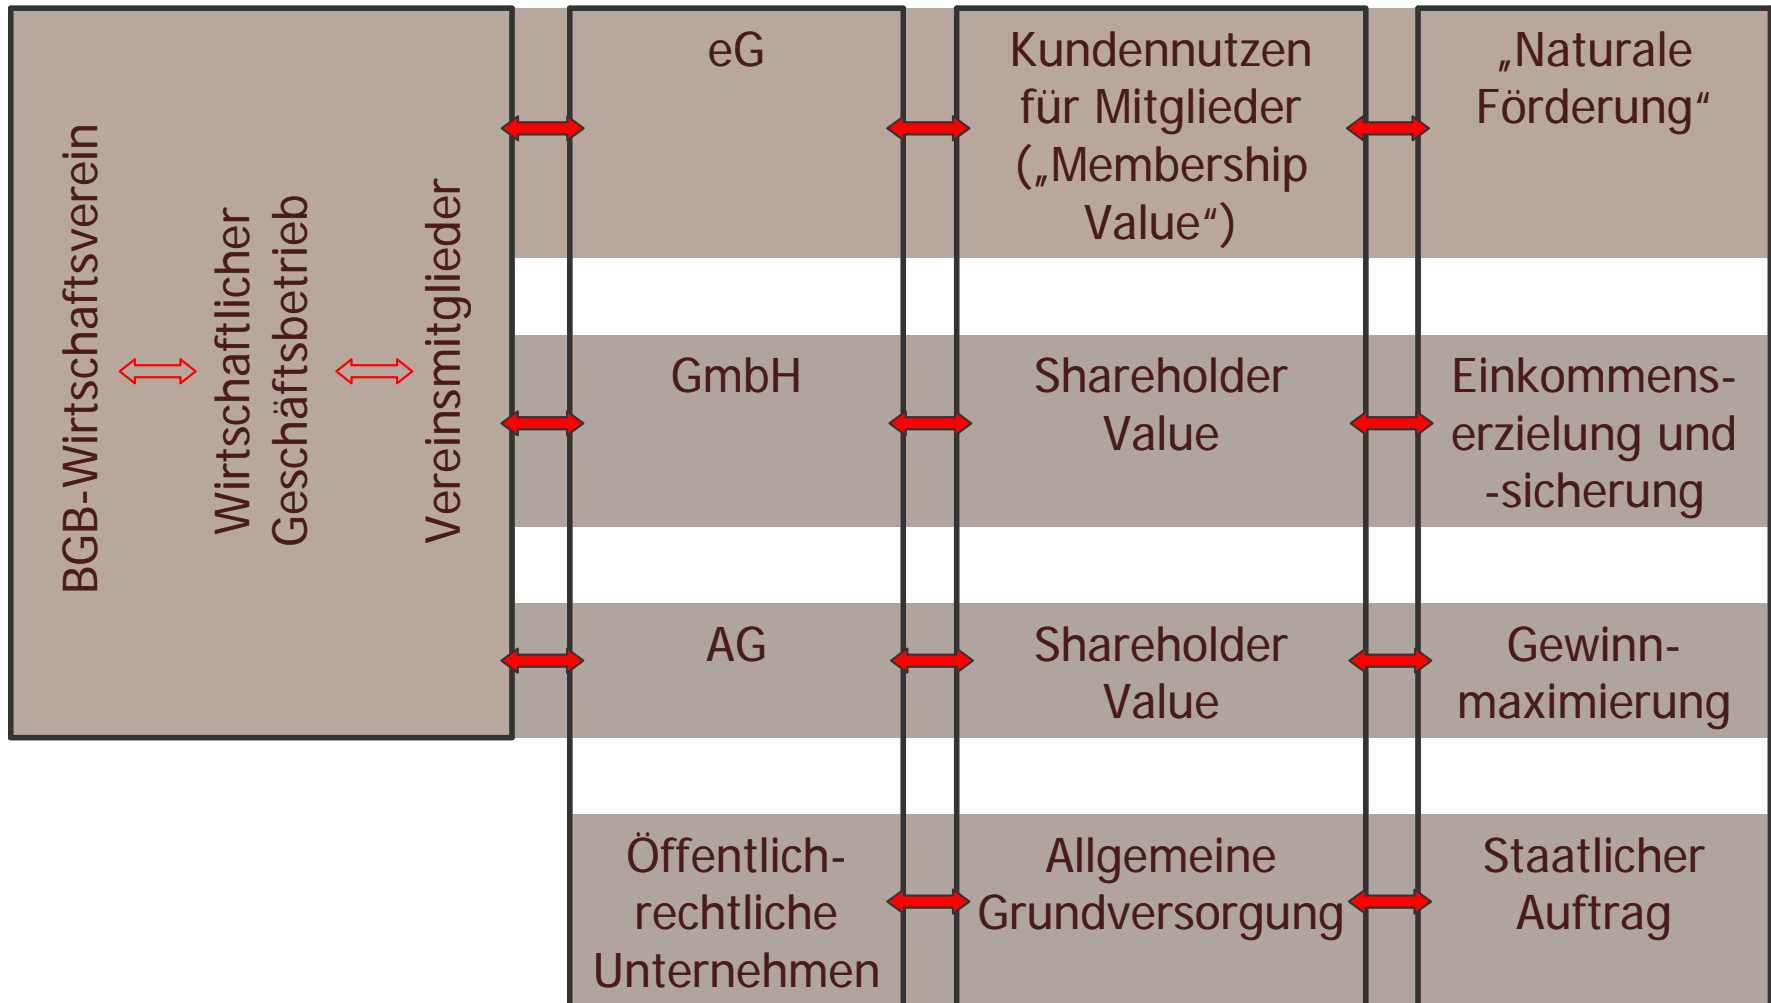 BGB-Wirtschaftsverein
Wirtschaftlicher
Geschäftsbetrieb
Vereinsmitglieder
eG
Kundennutzen
für Mitglieder
(„Membership
Value“)
„Naturale
Förderung“
GmbH
Shareholder
Value
Einkommens-
erzielung und
-sicherung
AG
Shareholder
Value
Gewinn-
maximierung
Öffentlich-
rechtliche
Unternehmen
Allgemeine
Grundversorgung
Staatlicher
Auftrag